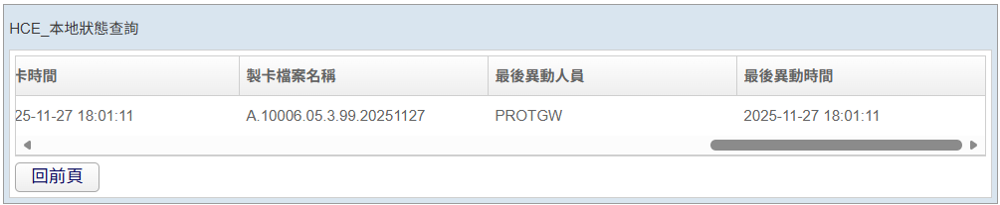 HCE_本地狀態查詢
卡時間 製卡檔案名稱 最後異動人員 最後異動時間
25-11-27 18:01:11 A.10006.05.3.99.20251127 PROTGW 2025-11-27 18:01:11
回前頁